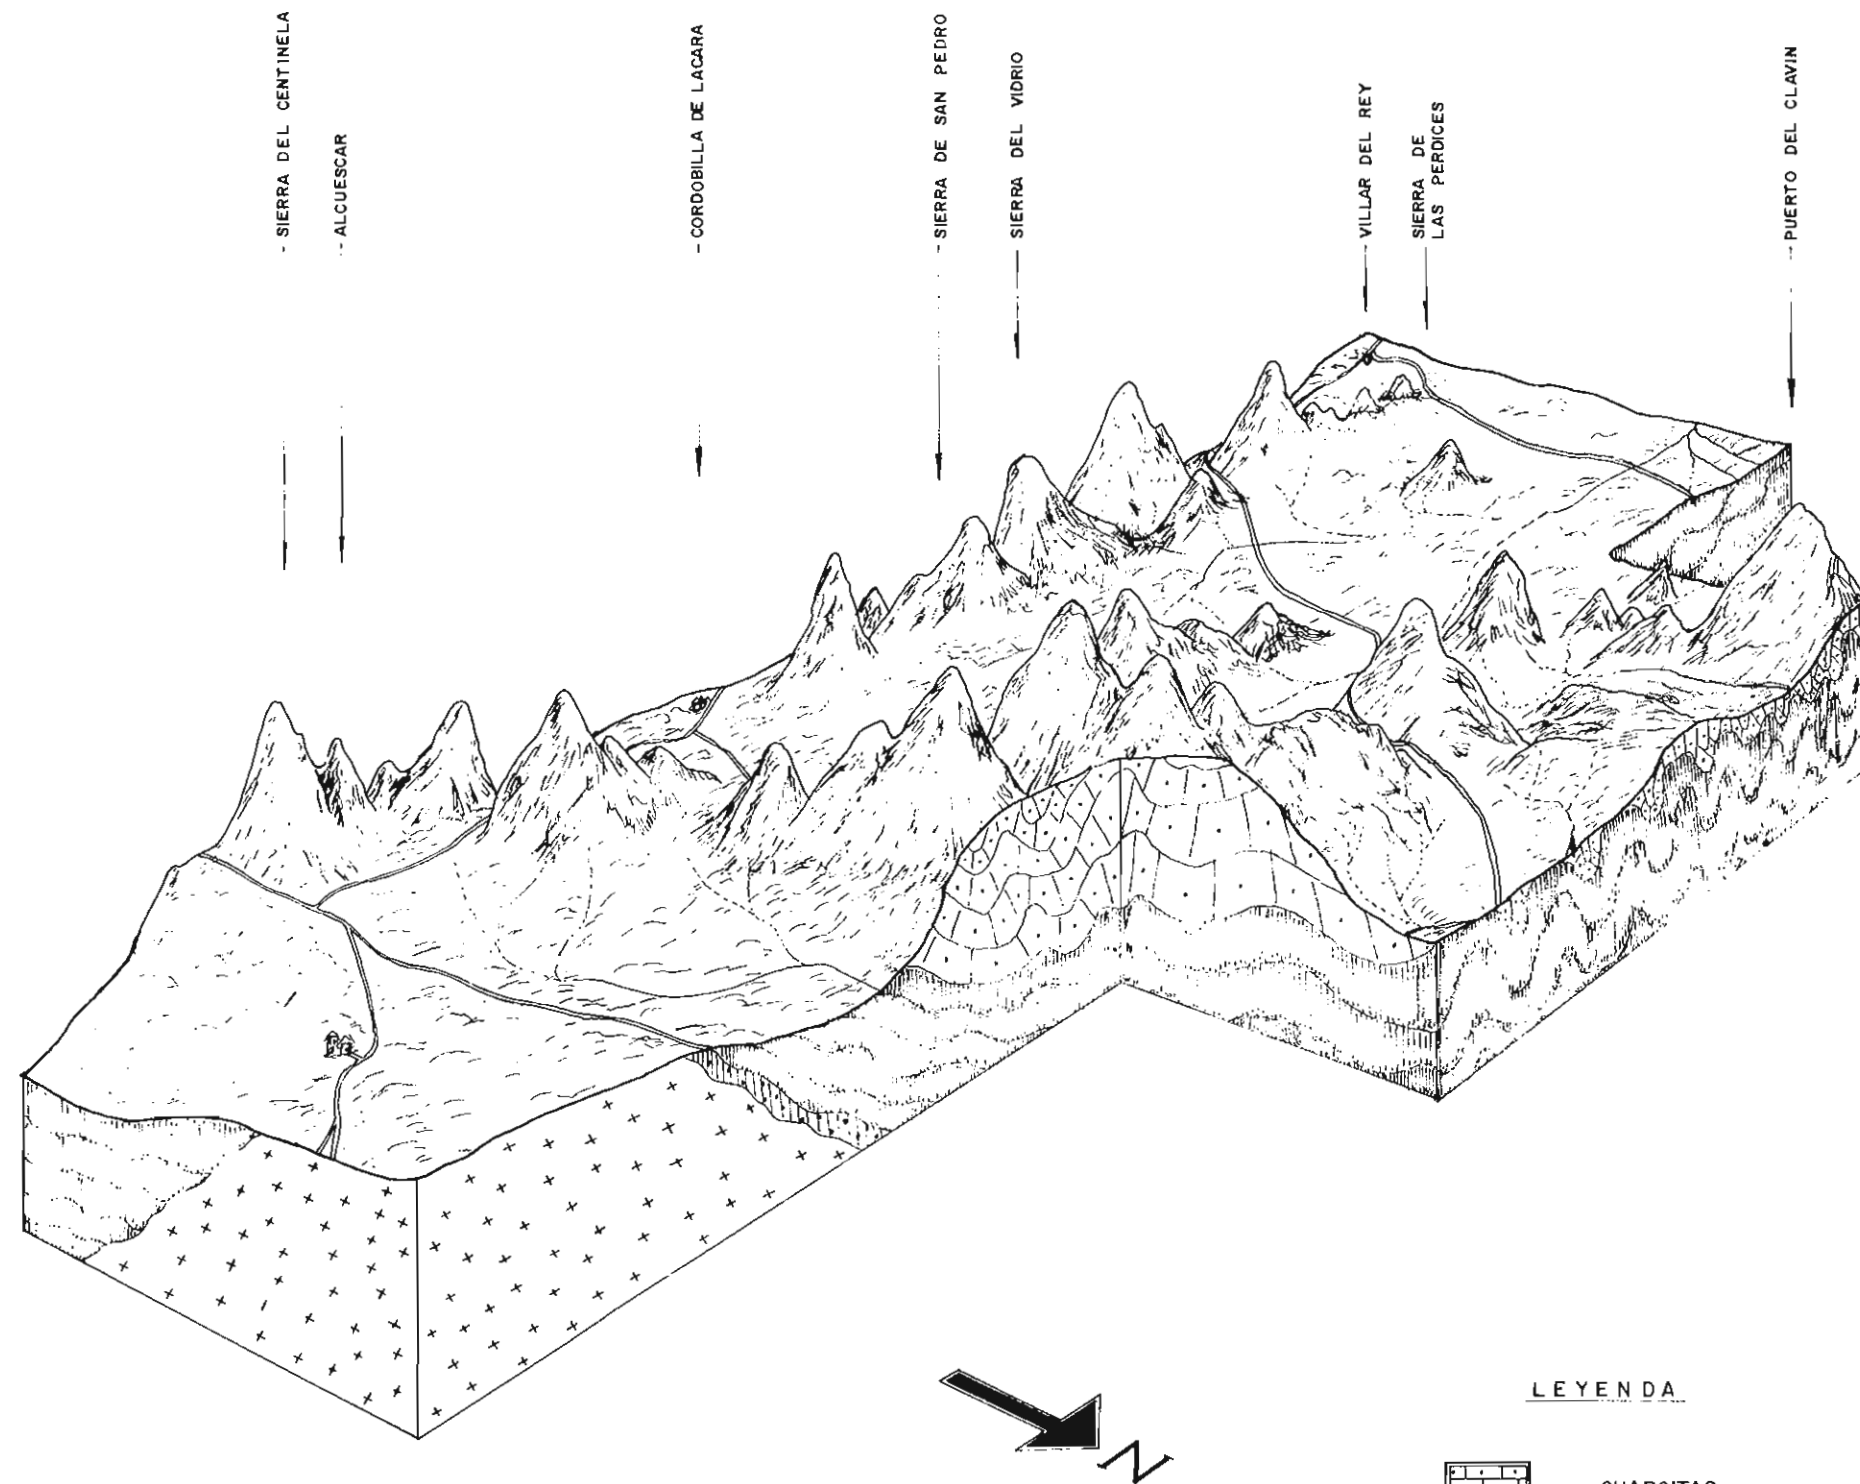 - SIERRA DEL CENTINELA
- ALCUESCAR
- CORDOBILLA DE LACARA
- SIERRA DE SAN PEDRO
SIERRA DEL VIDRIO
- VILLAR DEL REY
SIERRA DE
LAS PERDICES
- PUERTO DEL CLAVIN
N
LEYENDA
CUARCITAS